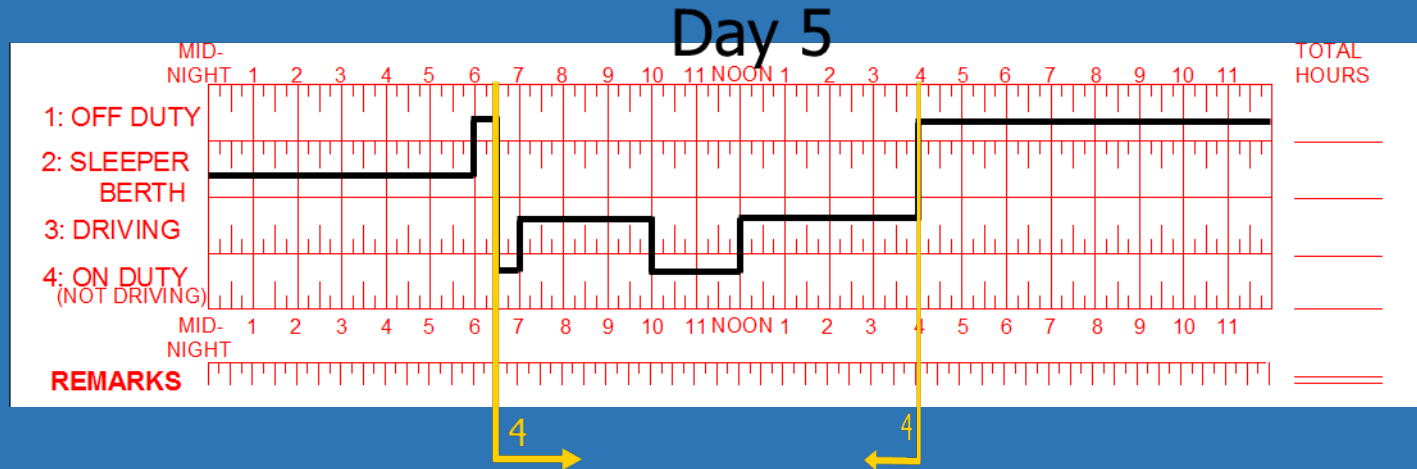 Day 5
MID-
NIGHT 1 2 3 4 5 6 7 8 9 10 11 NOON 1 2 3 4 5 6 7 8 9 10 11
TOTAL
HOURS
1: OFF DUTY
2: SLEEPER
BERTH
3: DRIVING
4: ON DUTY
(NOT DRIVING)
MID- 1 2 3 4 5 6 7 8 9 10 11 NOON 1 2 3 4 5 6 7 8 9 10 11
NIGHT
REMARKS
4 4